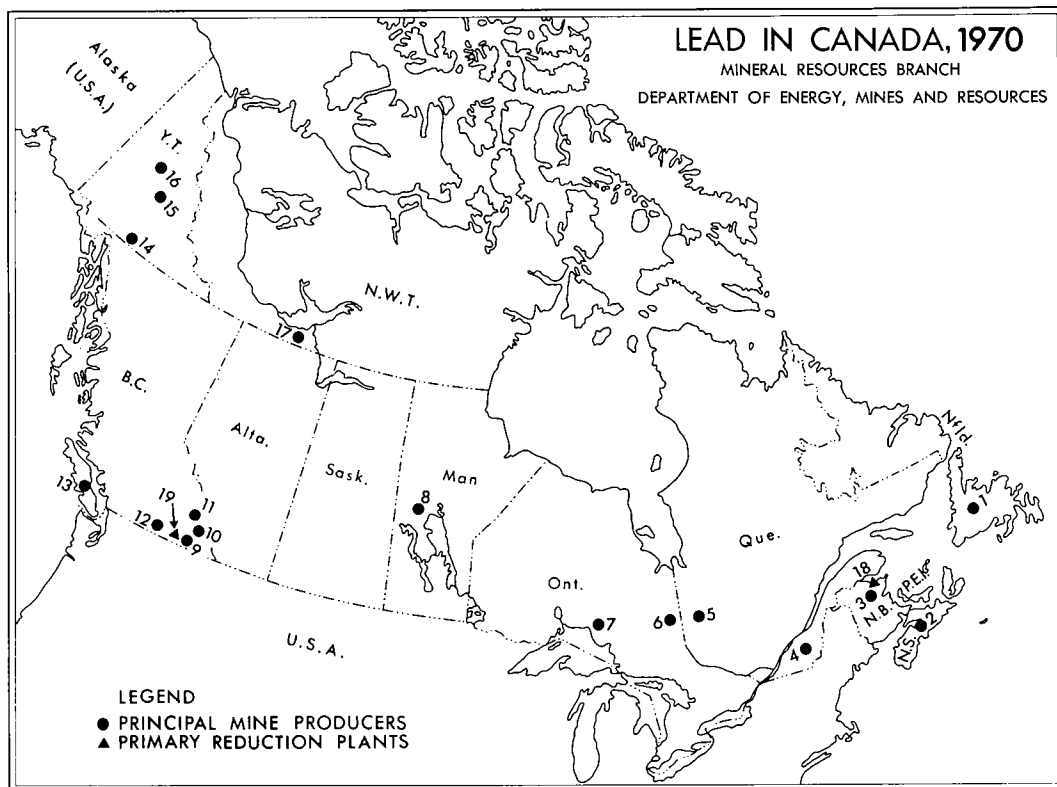 LEAD IN CANADA, 1970
MINERAL RESOURCES BRANCH
DEPARTMENT OF ENERGY, MINES AND RESOURCES
Alaska
(U.S.A.)
Y.T.
16
15
14
N.W.T.
17
B.C.
Alta.
Sask.
Man
8
13
19
11
12
10
9
Ont.
Que.
Nfld.
1
18
P.E.I.
3
N.B.
2
N.S.
7
6
5
4
U.S.A.
LEGEND
● PRINCIPAL MINE PRODUCERS
▲ PRIMARY REDUCTION PLANTS